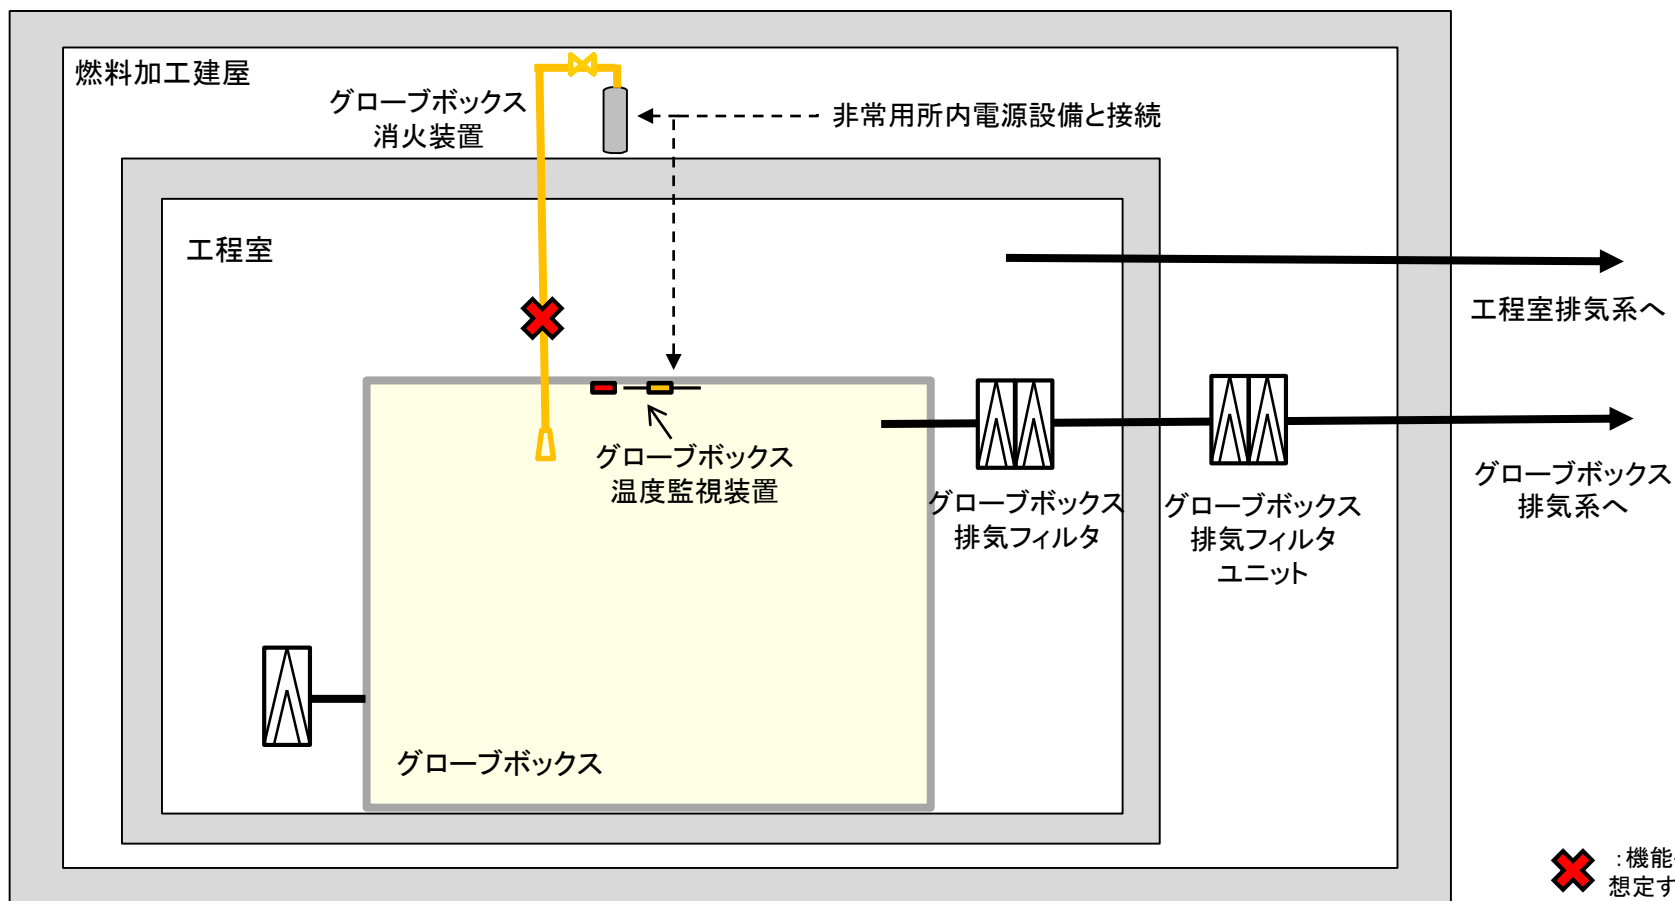 燃料加工建屋
グローブボックス
消火装置
非常用所内電源設備と接続
工程室
工程室排気系へ
グローブボックス
温度監視装置
グローブボックス
排気フィルタ
グローブボックス
排気フィルタ
ユニット
グローブボックス
排気系へ
グローブボックス
:機能
想定す